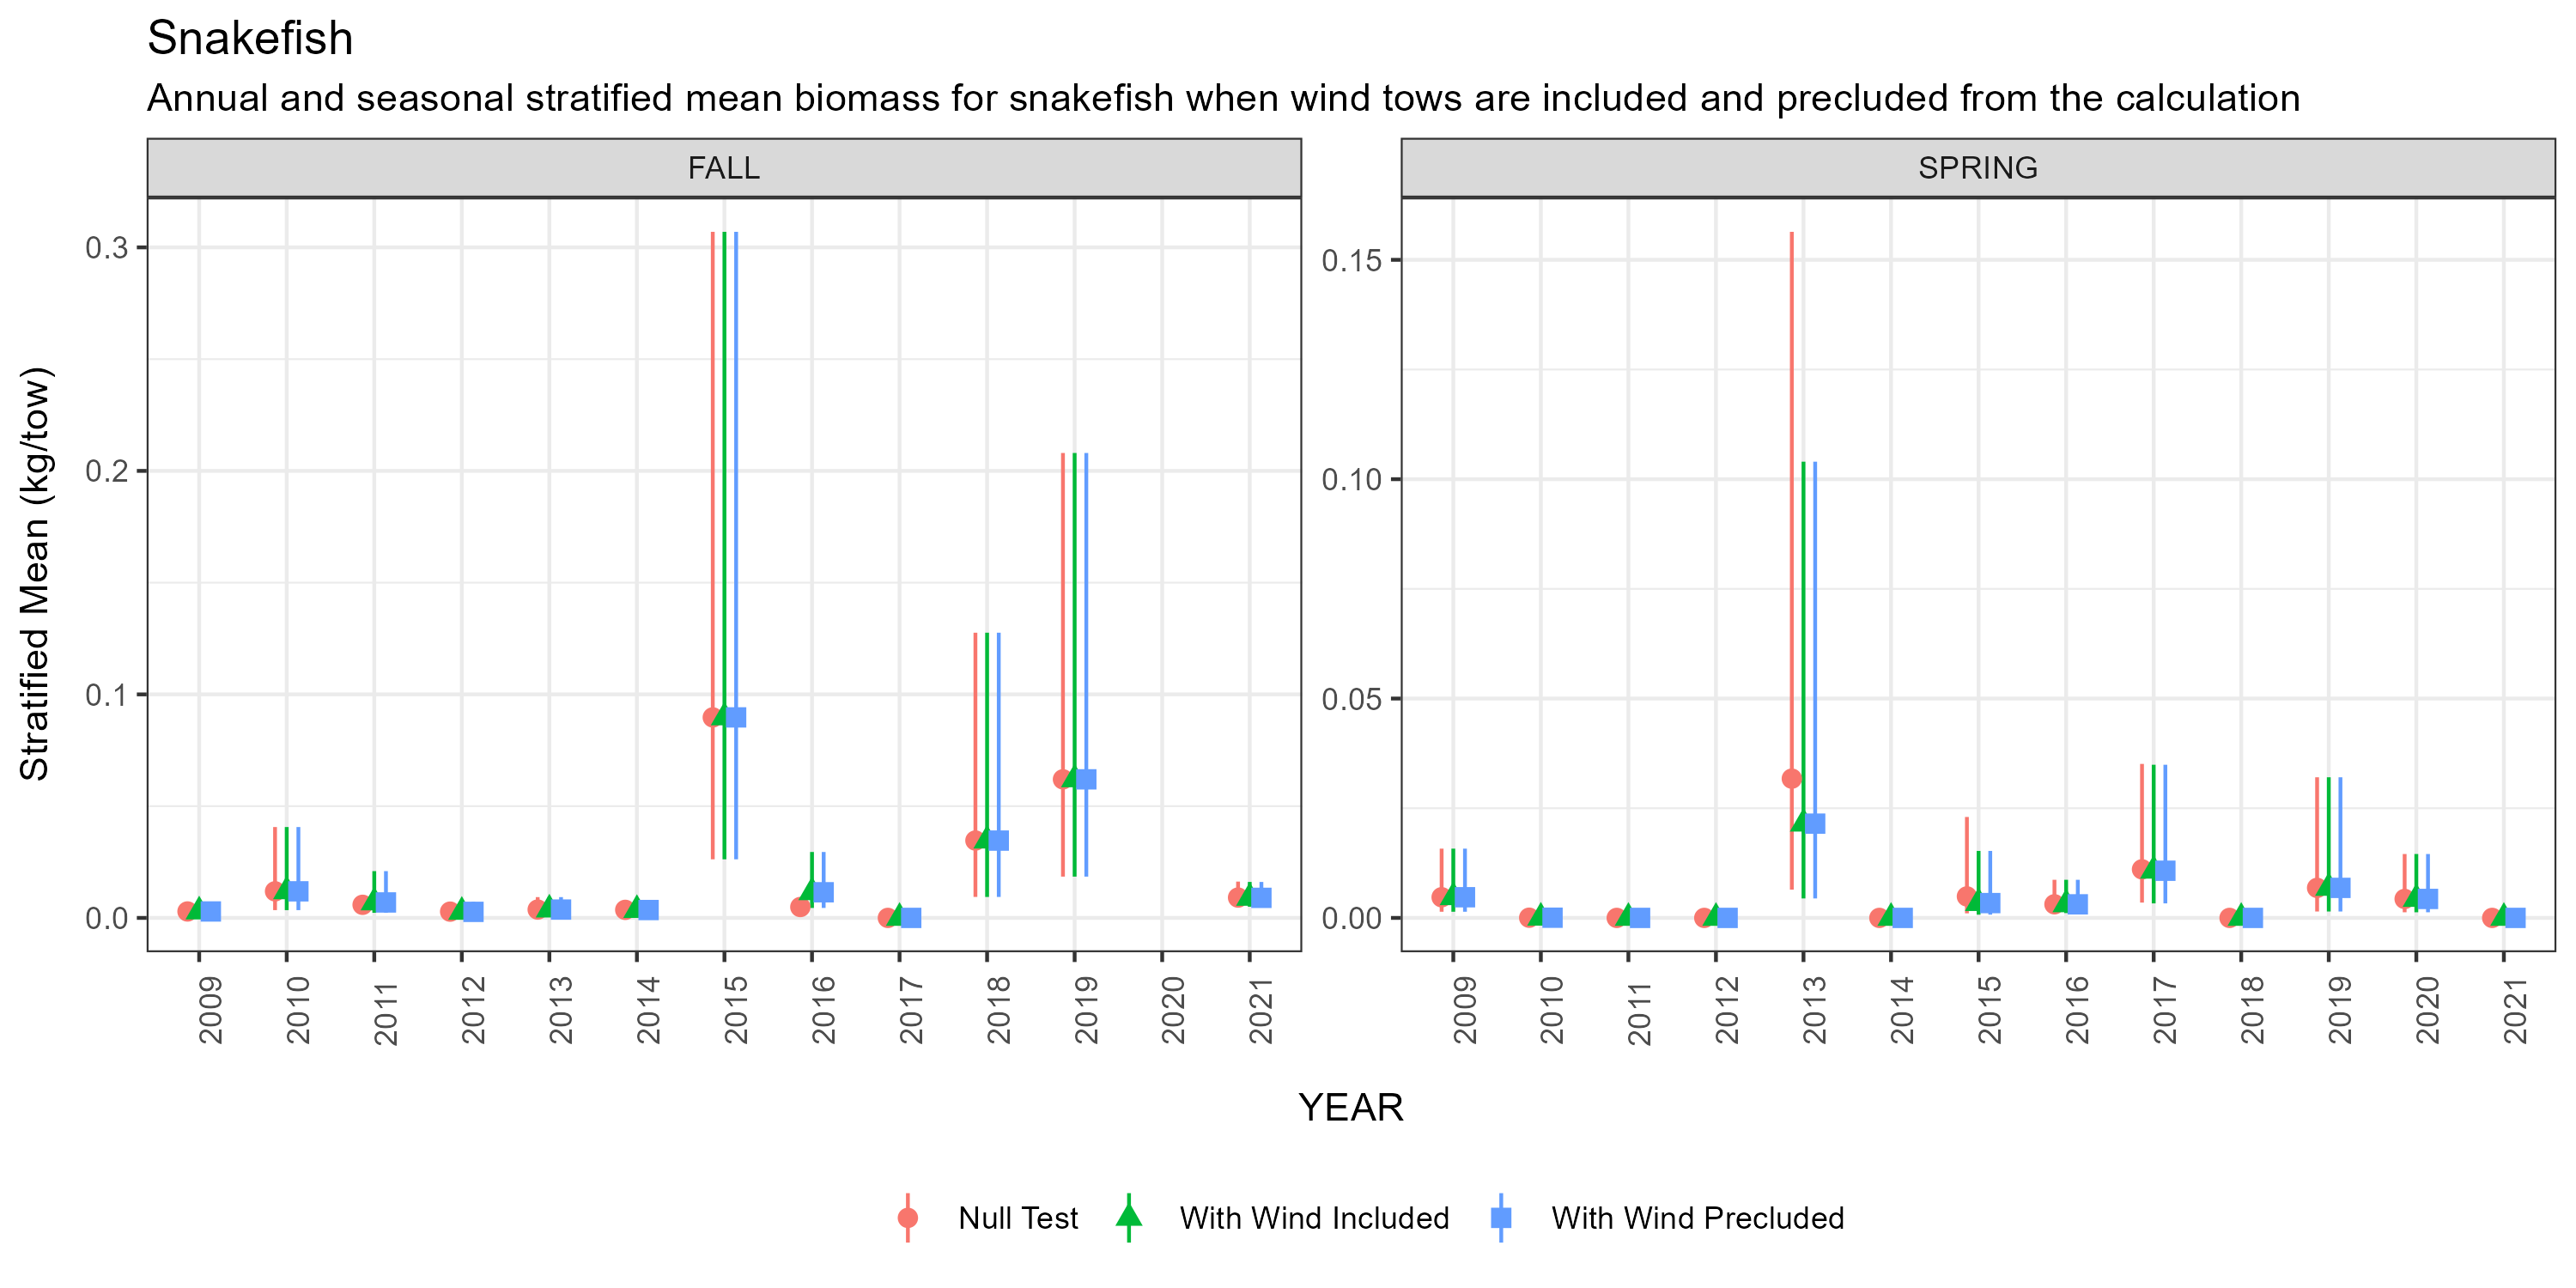 Snakefish
Annual and seasonal stratified mean biomass for snakefish when wind tows are included and precluded from the calculation
FALL
SPRING
Stratified Mean (kg/tow)
0.3
0.2
0.1
0.0
0.15
0.10
0.05
0.00
2009 2010 2011 2012 2013 2014 2015 2016 2017 2018 2019 2020 2021
2009 2010 2011 2012 2013 2014 2015 2016 2017 2018 2019 2020 2021
YEAR
Null Test With Wind Included With Wind Precluded